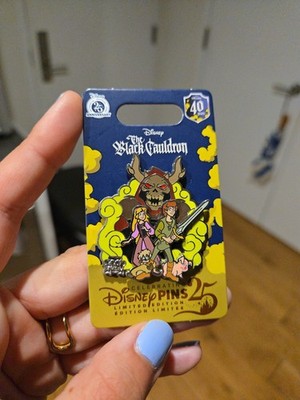 40
Disney
The
Black Cauldron
CELEBRATING
DISNEY PINS 25
LIMITED EDITION
EDITION LIMITÉE